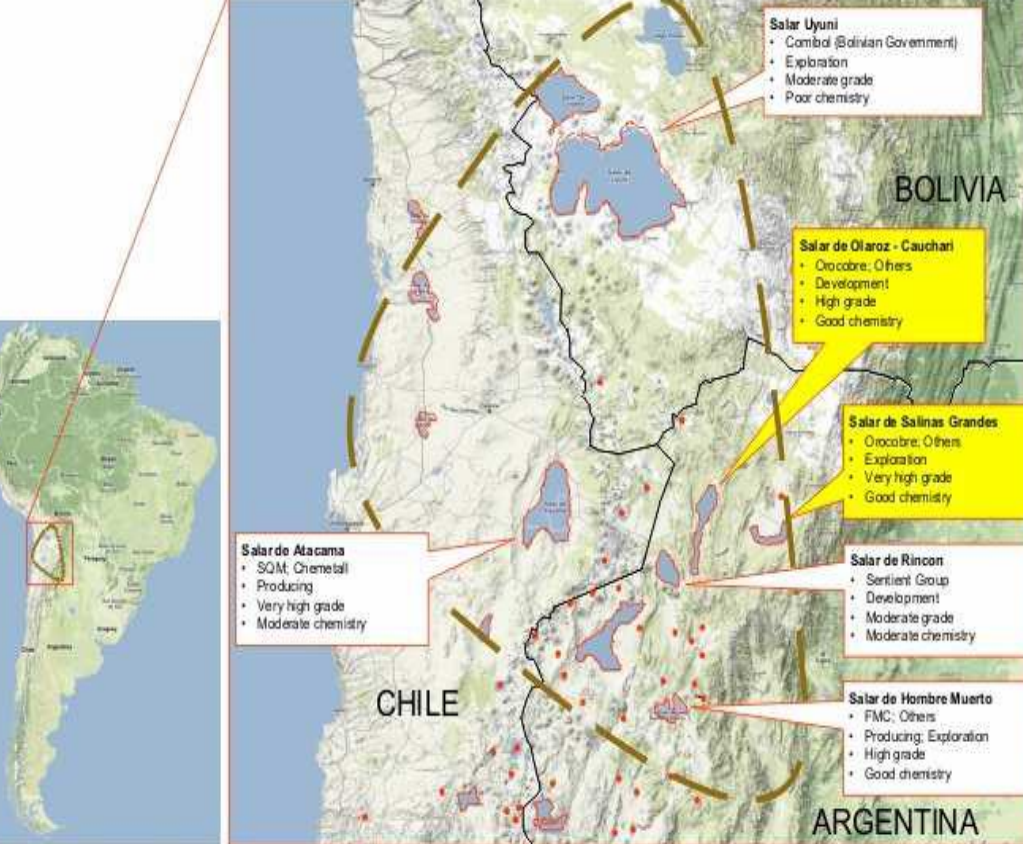 Salar Uyuni
• Comibol (Bolivian Government)
• Exploration
• Moderate grade
• Poor chemistry
BOLIVIA
Salar de Olaroz - Cauchari
• Orocobre; Others
• Development
• High grade
• Good chemistry
Salar de Salinas Grandes
• Orocobre; Others
• Exploration
• Very high grade
• Good chemistry
Salar de Atacama
• SQM; Chemetall
• Producing
• Very high grade
• Moderate chemistry
Salar de Rincon
• Sentient Group
• Development
• Moderate grade
• Moderate chemistry
CHILE
Salar de Hombre Muerto
• FMC; Others
• Producing; Exploration
• High grade
• Good chemistry
ARGENTINA